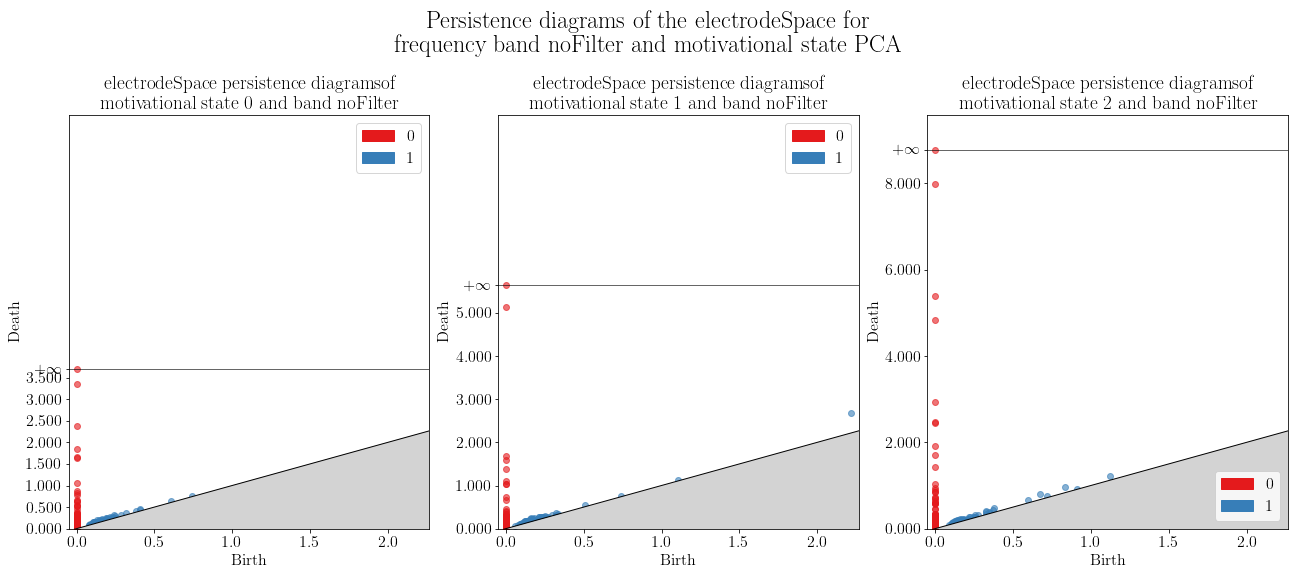 Persistence diagrams of the electrodeSpace for
frequency band noFilter and motivational state PCA
electrodeSpace persistence diagramsof
motivational state 0 and band noFilter
0
1
+∞
3.500
3.000
2.500
2.000
1.500
1.000
0.500
0.000
Death
0.0 0.5 1.0 1.5 2.0
Birth
electrodeSpace persistence diagramsof
motivational state 1 and band noFilter
0
1
+∞
5.000
4.000
3.000
2.000
1.000
0.000
Death
0.0 0.5 1.0 1.5 2.0
Birth
electrodeSpace persistence diagramsof
motivational state 2 and band noFilter
+∞
8.000
6.000
4.000
2.000
0.000
Death
0
1
0.0 0.5 1.0 1.5 2.0
Birth